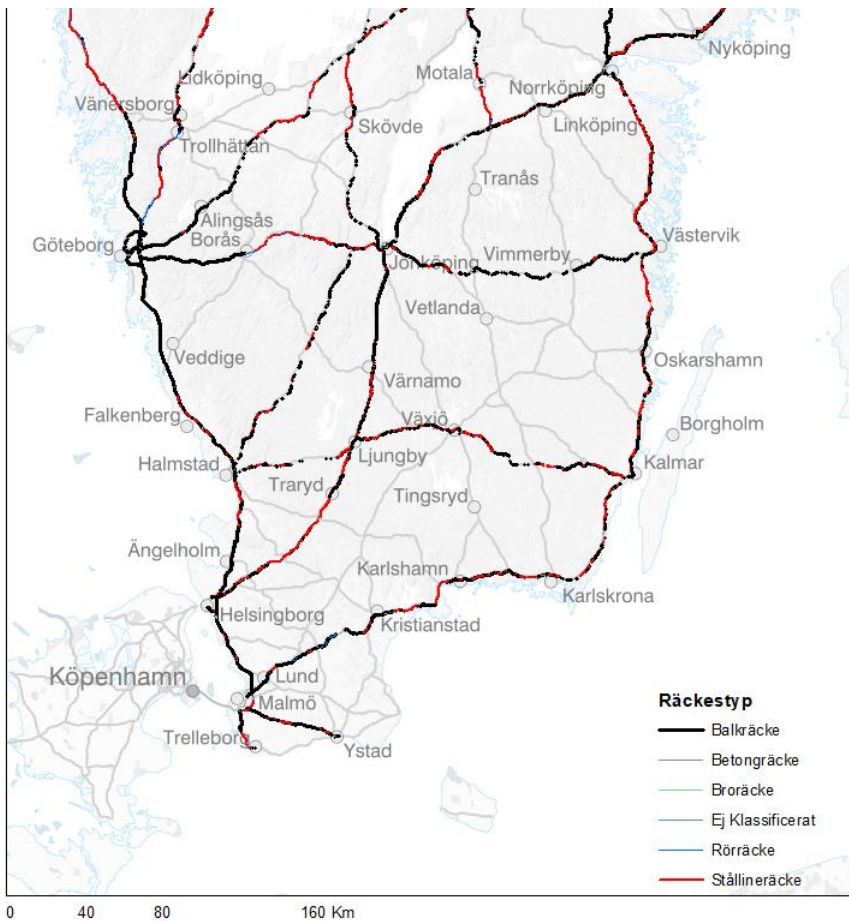 Nyköping
Motala
Lidköping
Norrköping
Vänersborg
Skövde
Linköping
Trollhättan
Tranås
Alingsås
Göteborg
Borås
Västervik
Jönköping
Vimmerby
Vetlanda
Veddige
Oskarshamn
Värnamo
Falkenberg
Växjö
Borgholm
Halmstad
Ljungby
Kalmar
Traryd
Tingsryd
Ängelholm
Karlshamn
Karlskrona
Helsingborg
Kristianstad
Köpenhamn
Lund
Malmö
Trelleborg
Ystad
Räckestyp
Balkräcke
Betongräcke
Broräcke
Ej Klassificerat
Rörräcke
Stållineräcke
0 40 80 160 Km